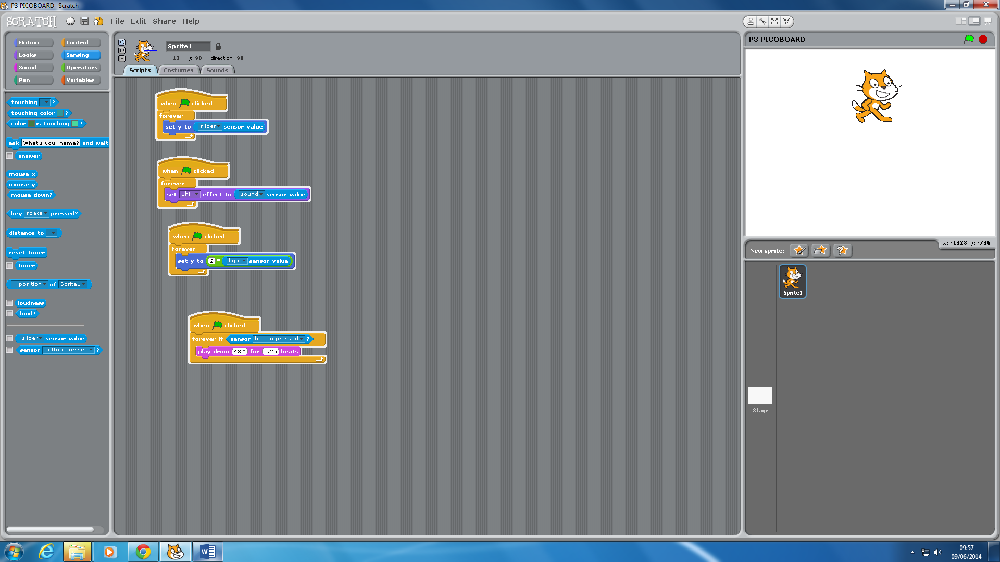 P3 PICOBOARD- Scratch
SCRATCH File Edit Share Help
Motion Control
Looks Sensing
Sound Operators
Pen Variables
touching ?
touching color ?
color is touching ?
ask What's your name? and wait
answer
mouse x
mouse y
mouse down?
key space pressed?
distance to
reset timer
timer
x position of Sprite1
loudness
loud?
slider sensor value
sensor button pressed ?
Sprite1
x: 13 y: 90 direction: 90
Scripts Costumes Sounds
when clicked
forever
set y to slider sensor value
when clicked
forever
set whirl effect to sound sensor value
when clicked
forever
set y to 2 * light sensor value
when clicked
forever if sensor button pressed ?
play drum 48 for 0.25 beats
P3 PICOBOARD
x: -1328 y: -736
New sprite:
Sprite1
Stage
09:57
09/06/2014